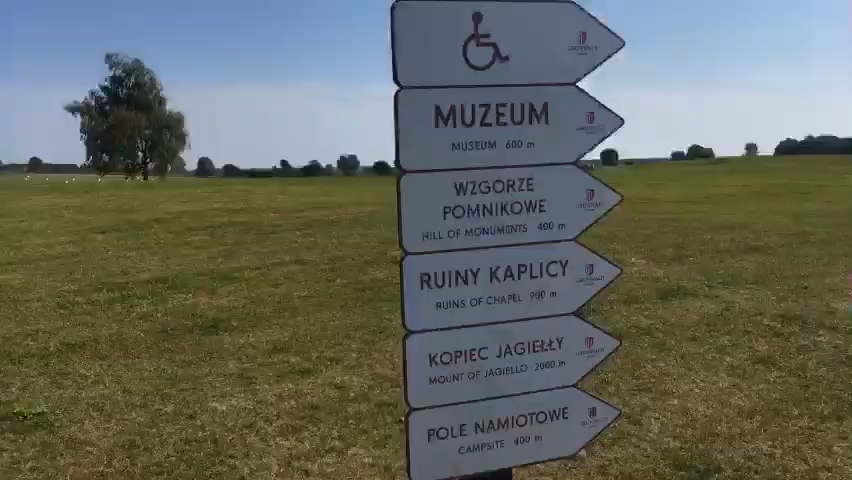 MUZEUM
MUSEUM 600 m
WZGÓRZE
POMNIKOWE
HILL OF MONUMENTS 400 m
RUINY KAPLICY
RUINS OF CHAPEL 900 m
KOPIEC JAGIEŁŁY
MOUNT OF JAGIELLO 2000 m
POLE NAMIOTOWE
CAMPSITE 400 m